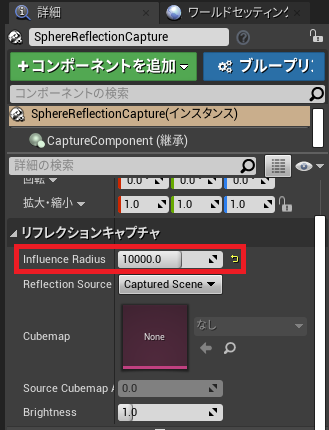 詳細
ワールドセッティング
SphereReflectionCapture
+コンポーネントを追加
ブループリン
コンポーネントの検索
SphereReflectionCapture(インスタンス)
CaptureComponent (継承)
詳細の検索
回転 0.0° 0.0° 0.0°
拡大・縮小 1.0 1.0 1.0
リフレクションキャプチャ
Influence Radius 10000.0
Reflection Source Captured Scene
Cubemap None なし
Source Cubemap A 0.0
Brightness 1.0